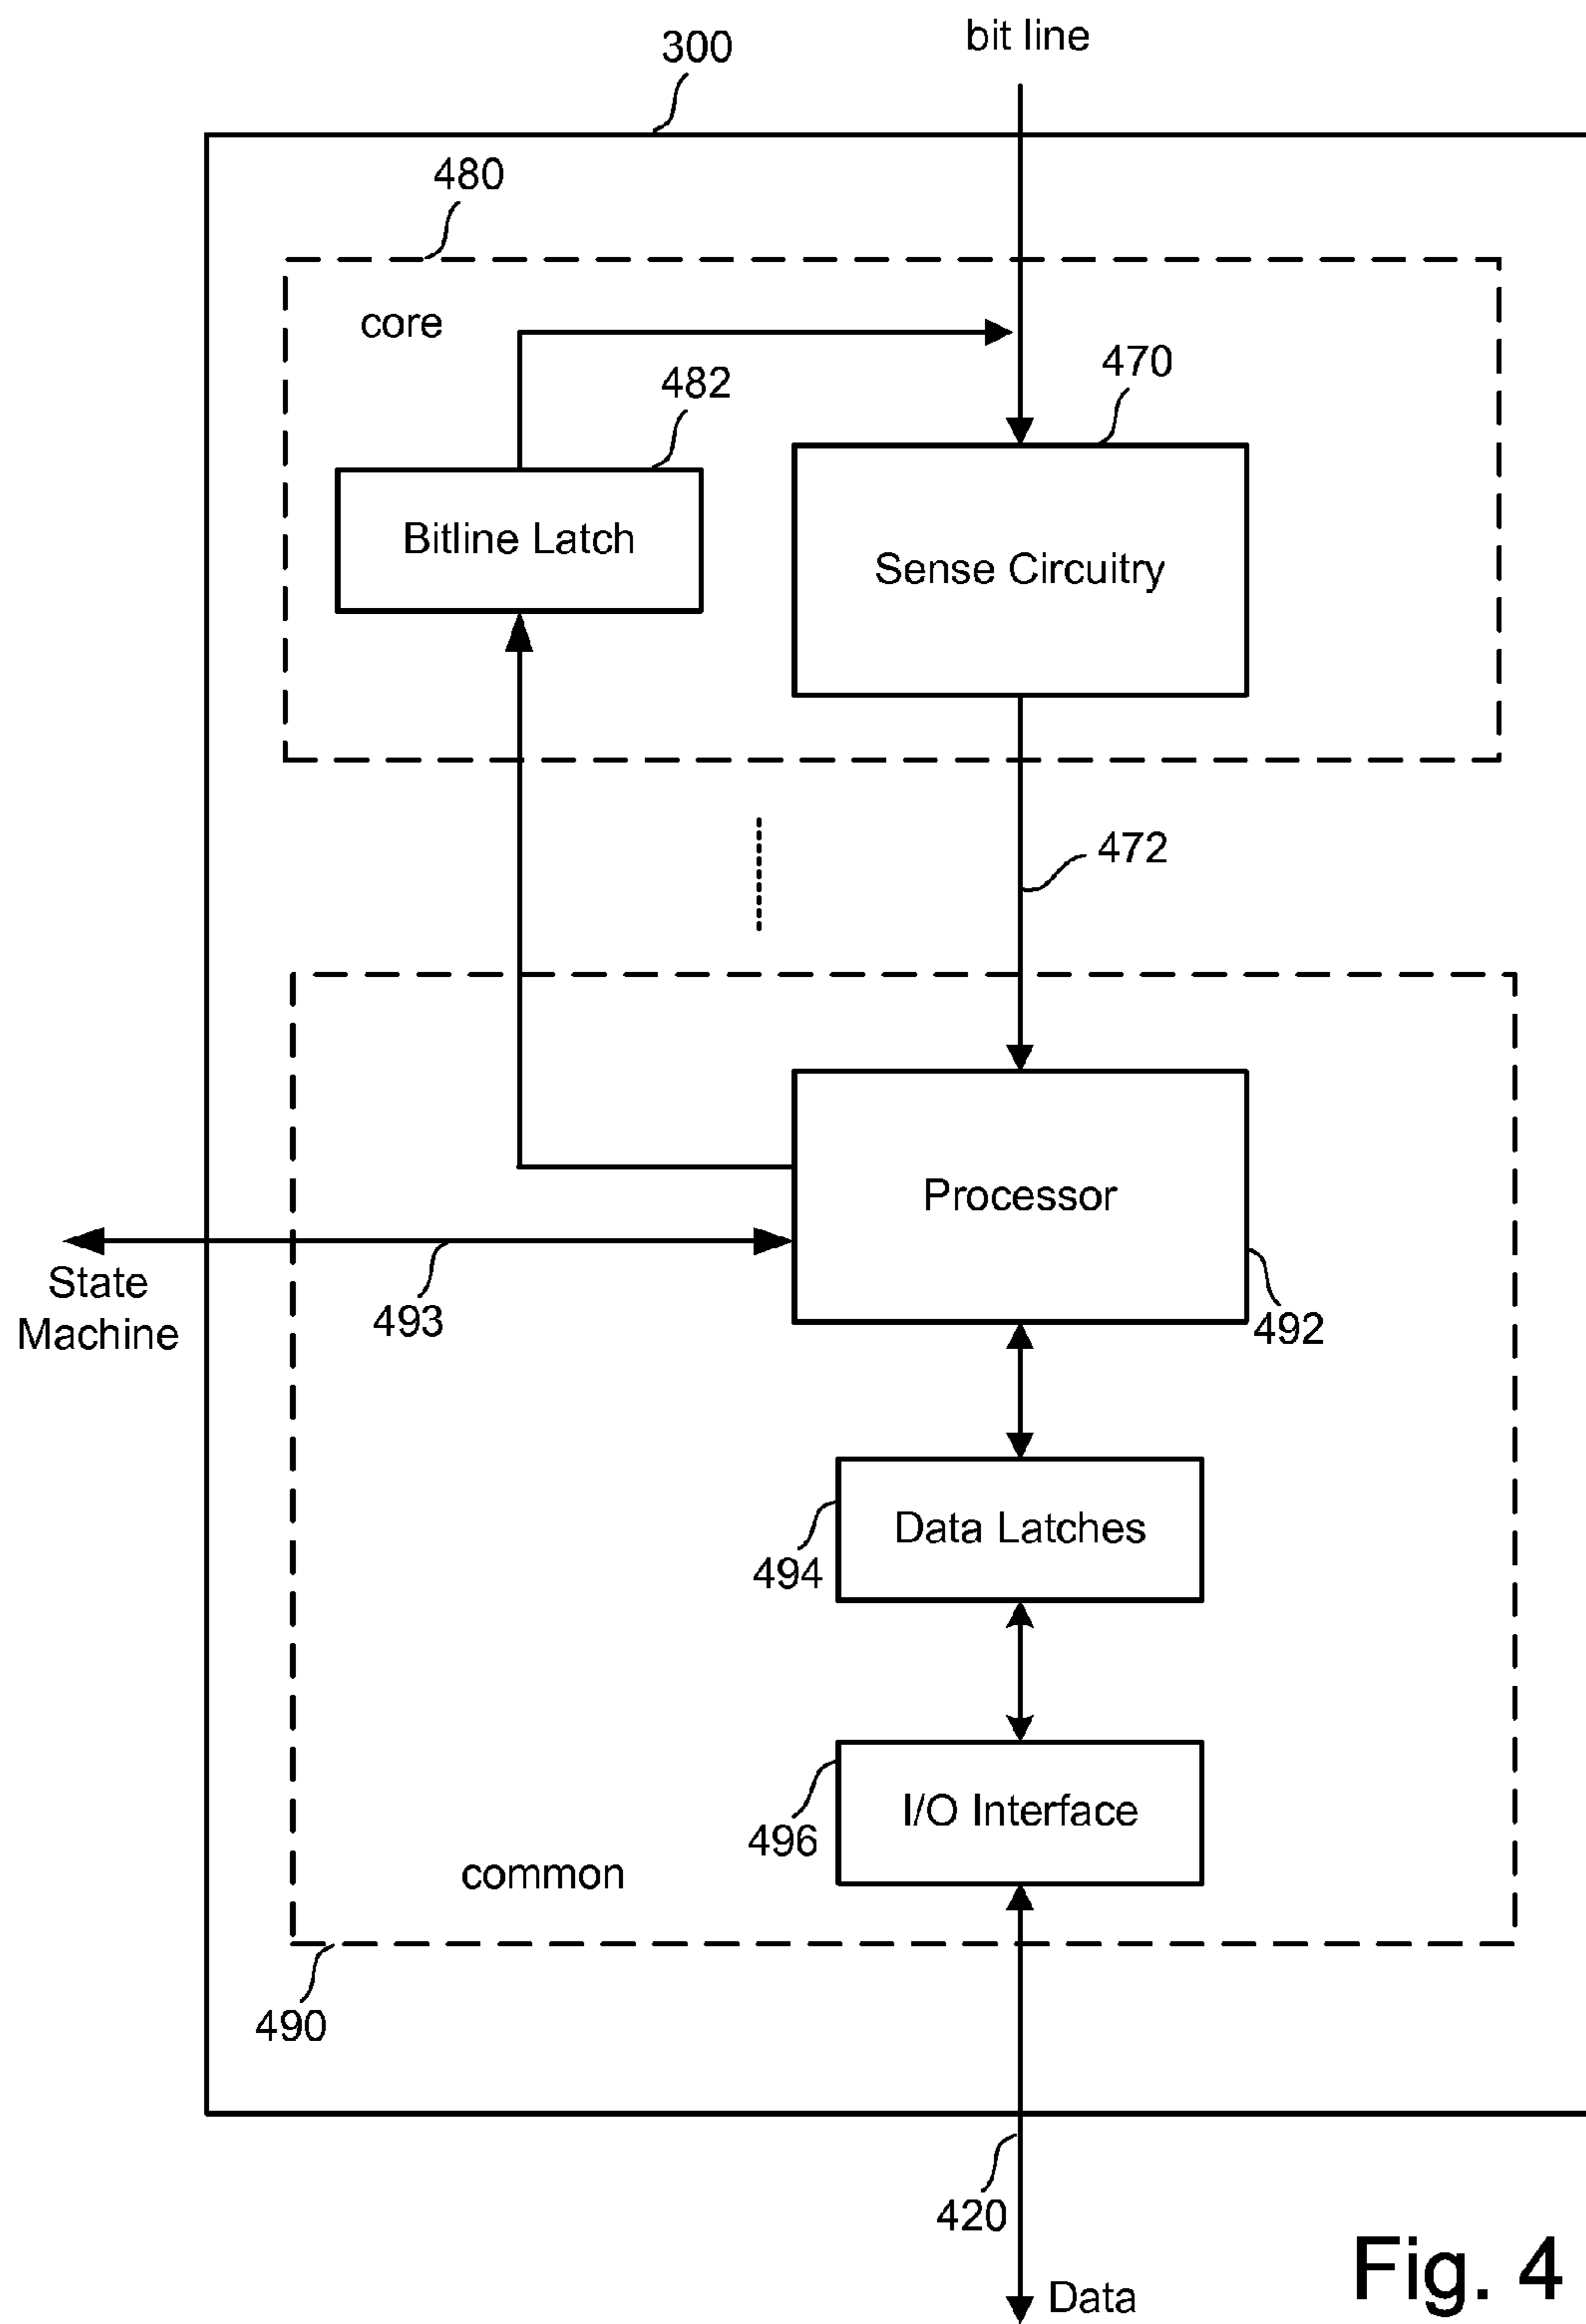 300
bit line
480
core
482
470
Bitline Latch
Sense Circuitry
472
Processor
State
Machine
493
492
Data Latches
494
I/O Interface
496
common
490
420
Data
Fig. 4